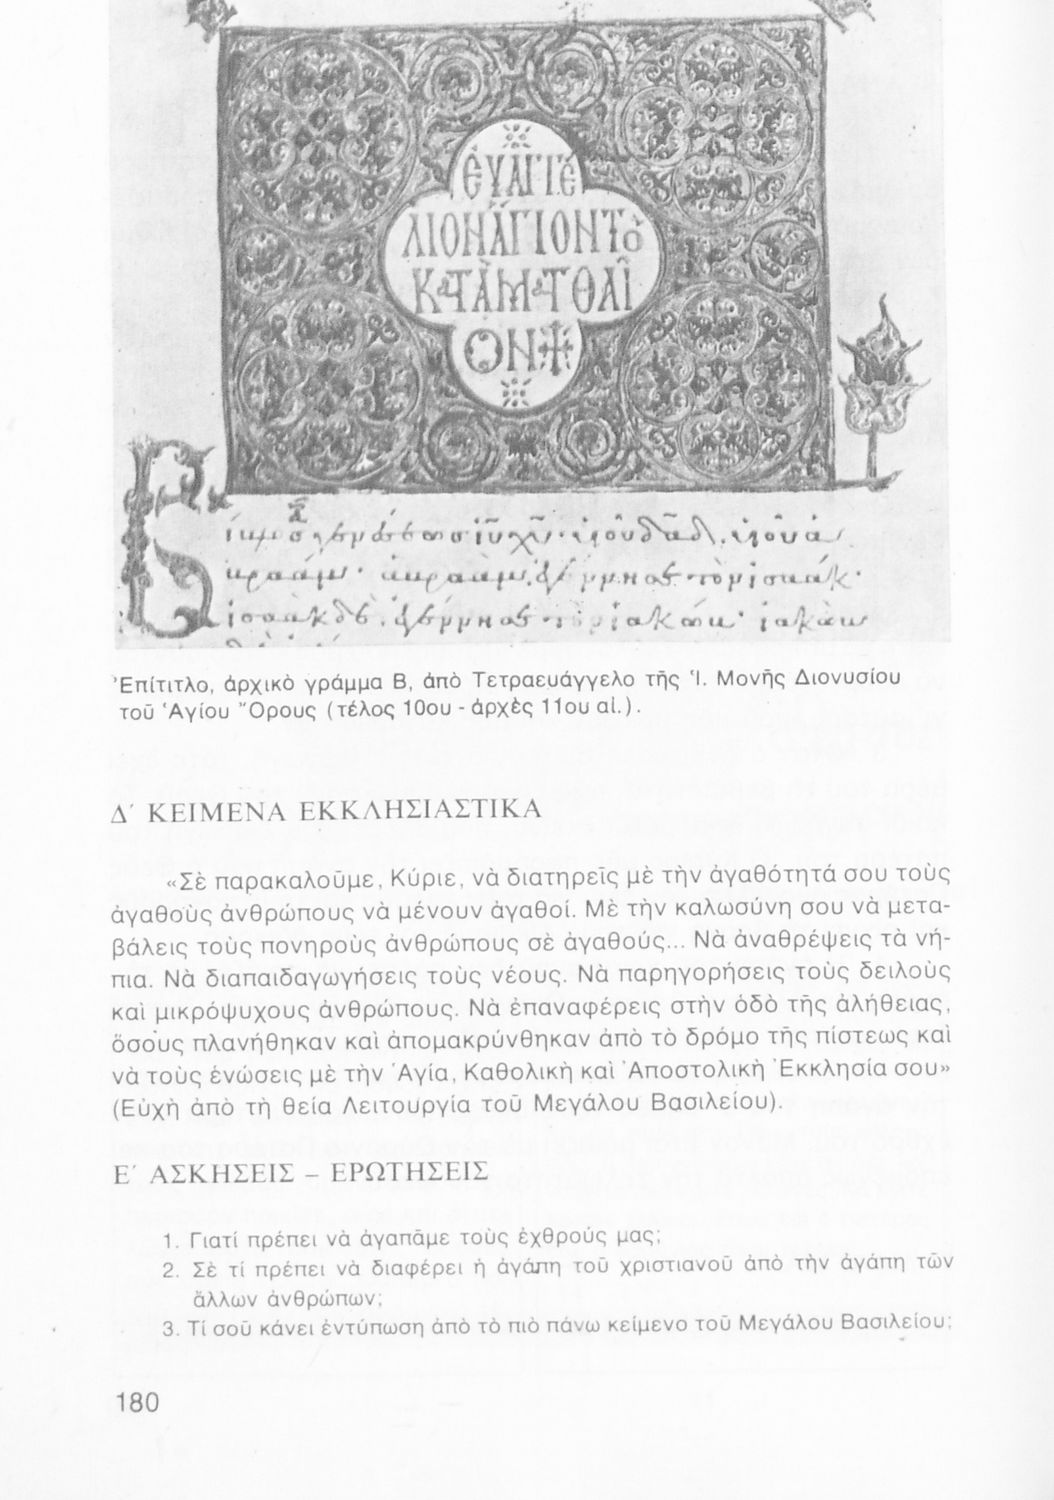 ΕΥΑΓΓΕ
ΛΙΟΝ ΑΓΙΟΝ ΤΟ
ΚΑΤΑ ΜΑΤΘΑΙ
ΟΝ
Ἐπίτιτλο, ἀρχικὸ γράμμα Β, ἀπὸ Τετραευάγγελο τῆς Ἱ. Μονῆς Διονυσίου
τοῦ Ἁγίου Ὄρους (τέλος 10ου - ἀρχὲς 11ου αἰ.).
Δ΄ ΚΕΙΜΕΝΑ ΕΚΚΛΗΣΙΑΣΤΙΚΑ
«Σὲ παρακαλοῦμε, Κύριε, νὰ διατηρεῖς μὲ τὴν ἀγαθότητά σου τοὺς
ἀγαθοὺς ἀνθρώπους νὰ μένουν ἀγαθοί. Μὲ τὴν καλωσύνη σου νὰ μετα-
βάλεις τοὺς πονηροὺς ἀνθρώπους σὲ ἀγαθούς... Νὰ ἀναθρέψεις τὰ νή-
πια. Νὰ διαπαιδαγωγήσεις τοὺς νέους. Νὰ παρηγορήσεις τοὺς δειλοὺς
καὶ μικρόψυχους ἀνθρώπους. Νὰ ἐπαναφέρεις στὴν ὁδὸ τῆς ἀλήθειας,
ὅσους πλανήθηκαν καὶ ἀπομακρύνθηκαν ἀπὸ τὸ δρόμο τῆς πίστεως καὶ
νὰ τοὺς ἑνώσεις μὲ τὴν Ἁγία, Καθολικὴ καὶ Ἀποστολικὴ Ἐκκλησία σου»
(Εὐχὴ ἀπὸ τὴ θεία Λειτουργία τοῦ Μεγάλου Βασιλείου).
Ε΄ ΑΣΚΗΣΕΙΣ – ΕΡΩΤΗΣΕΙΣ
1. Γιατί πρέπει νὰ ἀγαπᾶμε τοὺς ἐχθρούς μας;
2. Σὲ τί πρέπει νὰ διαφέρει ἡ ἀγάπη τοῦ χριστιανοῦ ἀπὸ τὴν ἀγάπη τῶν
ἄλλων ἀνθρώπων;
3. Τί σοῦ κάνει ἐντύπωση ἀπὸ τὸ πιὸ πάνω κείμενο τοῦ Μεγάλου Βασιλείου;
180